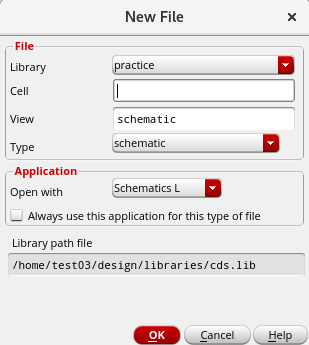 New File
File
Library practice
Cell
View schematic
Type schematic
Application
Open with Schematics L
Always use this application for this type of file
Library path file
/home/test03/design/libraries/cds.lib
OK Cancel Help